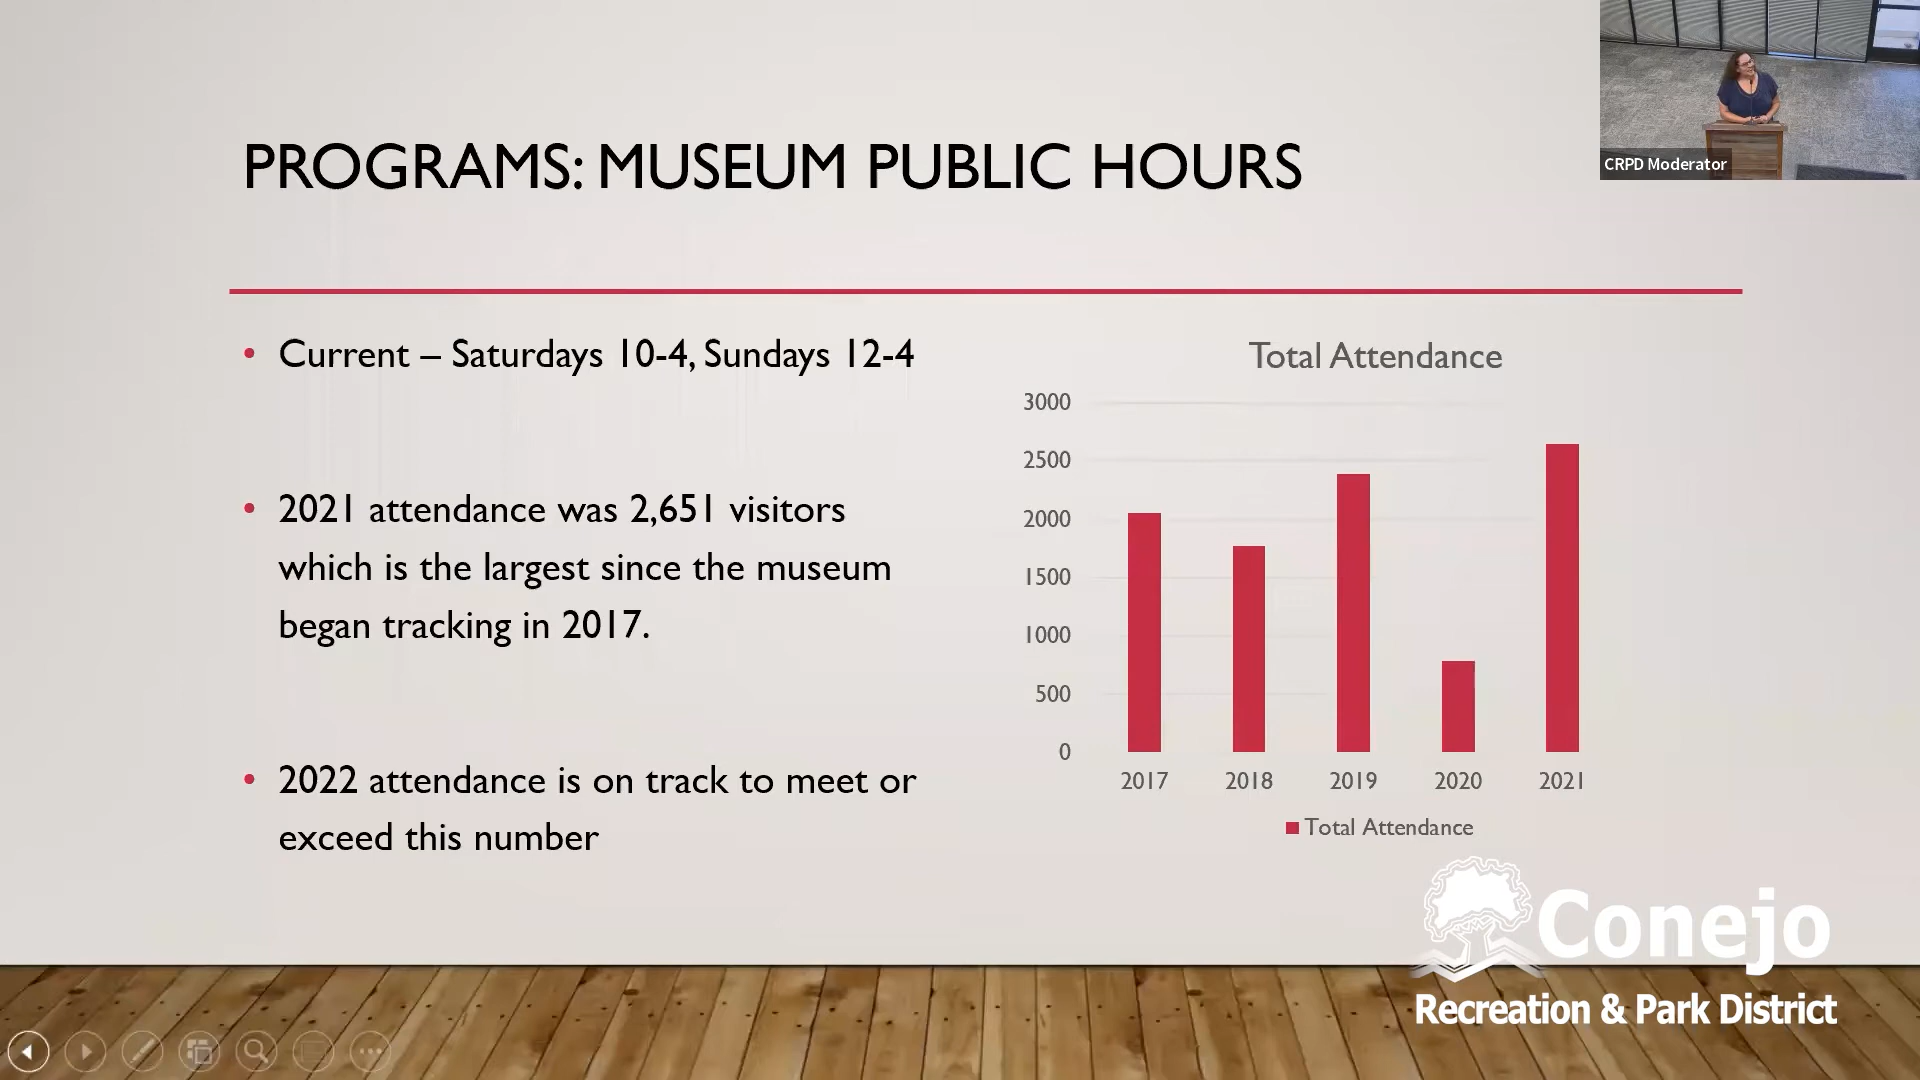 CRPD Moderator
PROGRAMS: MUSEUM PUBLIC HOURS
• Current – Saturdays 10-4, Sundays 12-4
• 2021 attendance was 2,651 visitors
which is the largest since the museum
began tracking in 2017.
• 2022 attendance is on track to meet or
exceed this number
Total Attendance
3000
2500
2000
1500
1000
500
0
2017 2018 2019 2020 2021
Total Attendance
Conejo
Recreation & Park District